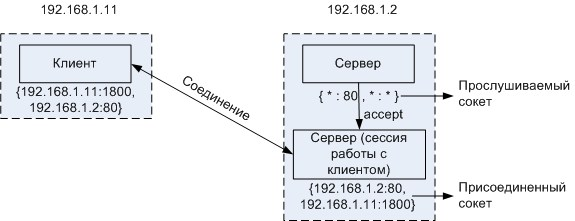 192.168.1.11
192.168.1.2
Клиент
{192.168.1.11:1800,
192.168.1.2:80}
Соединение
Сервер
{ * : 80 , * : * }
accept
Прослушиваемый
сокет
Сервер (сессия
работы с
клиентом)
{192.168.1.2:80,
192.168.1.11:1800}
Присоединенный
сокет